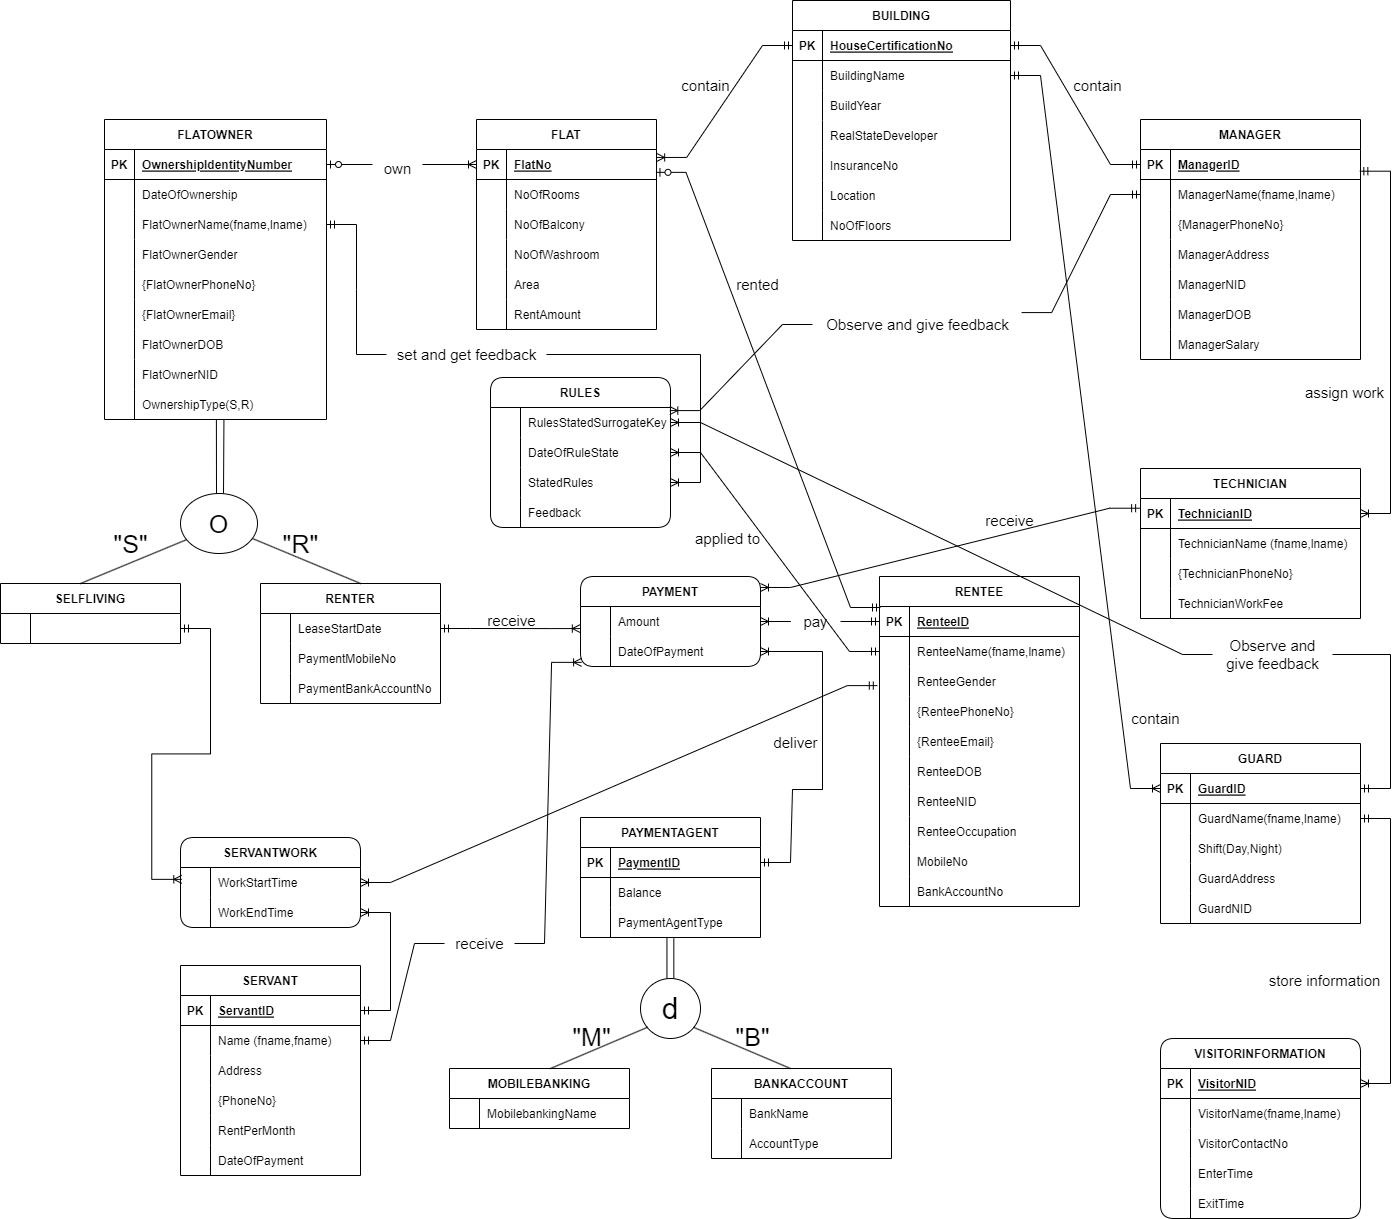 BUILDING
PK HouseCertificationNo
BuildingName
BuildYear
RealStateDeveloper
InsuranceNo
Location
NoOfFloors
contain
contain
FLATOWNER
PK OwnershipIdentityNumber
DateOfOwnership
FlatOwnerName(fname,lname)
FlatOwnerGender
{FlatOwnerPhoneNo}
{FlatOwnerEmail}
FlatOwnerDOB
FlatOwnerNID
OwnershipType(S,R)
own
FLAT
PK FlatNo
NoOfRooms
NoOfBalcony
NoOfWashroom
Area
RentAmount
MANAGER
PK ManagerID
ManagerName(fname,lname)
{ManagerPhoneNo}
ManagerAddress
ManagerNID
ManagerDOB
ManagerSalary
rented
Observe and give feedback
set and get feedback
assign work
RULES
RulesStatedSurrogateKey
DateOfRuleState
StatedRules
Feedback
TECHNICIAN
PK TechnicianID
TechnicianName (fname,lname)
{TechnicianPhoneNo}
TechnicianWorkFee
O
"S"
"R"
receive
applied to
SELFLIVING
RENTER
LeaseStartDate
PaymentMobileNo
PaymentBankAccountNo
receive
PAYMENT
Amount
DateOfPayment
pay
RENTEE
PK RenteeID
RenteeName(fname,lname)
RenteeGender
{RenteePhoneNo}
{RenteeEmail}
RenteeDOB
RenteeNID
RenteeOccupation
MobileNo
BankAccountNo
Observe and
give feedback
contain
deliver
GUARD
PK GuardID
GuardName(fname,lname)
Shift(Day,Night)
GuardAddress
GuardNID
SERVANTWORK
WorkStartTime
WorkEndTime
PAYMENTAGENT
PK PaymentID
Balance
PaymentAgentType
receive
SERVANT
PK ServantID
Name (fname,fname)
Address
{PhoneNo}
RentPerMonth
DateOfPayment
d
"M"
"B"
store information
MOBILEBANKING
MobilebankingName
BANKACCOUNT
BankName
AccountType
VISITORINFORMATION
PK VisitorNID
VisitorName(fname,lname)
VisitorContactNo
EnterTime
ExitTime